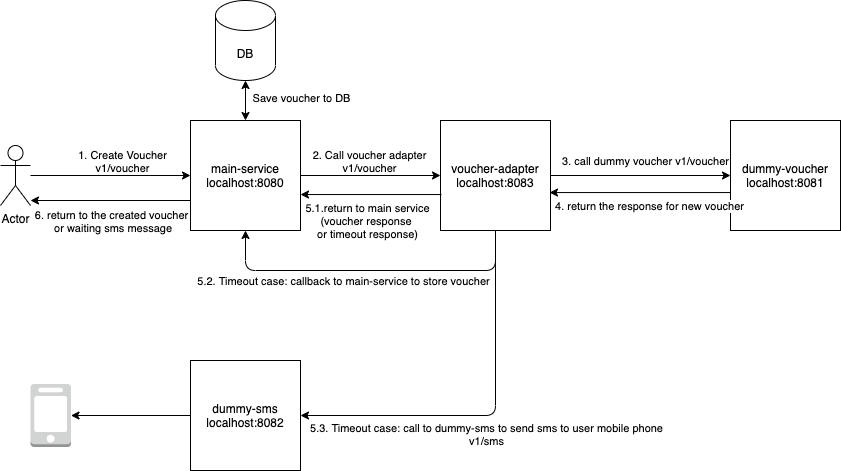 DB
Save voucher to DB
1. Create Voucher
v1/voucher
main-service
localhost:8080
2. Call voucher adapter
v1/voucher
voucher-adapter
localhost:8083
3. call dummy voucher v1/voucher
dummy-voucher
localhost:8081
Actor
6. return to the created voucher
or waiting sms message
5.1.return to main service
(voucher response
or timeout response)
4. return the response for new voucher
5.2. Timeout case: callback to main-service to store voucher
dummy-sms
localhost:8082
5.3. Timeout case: call to dummy-sms to send sms to user mobile phone
v1/sms